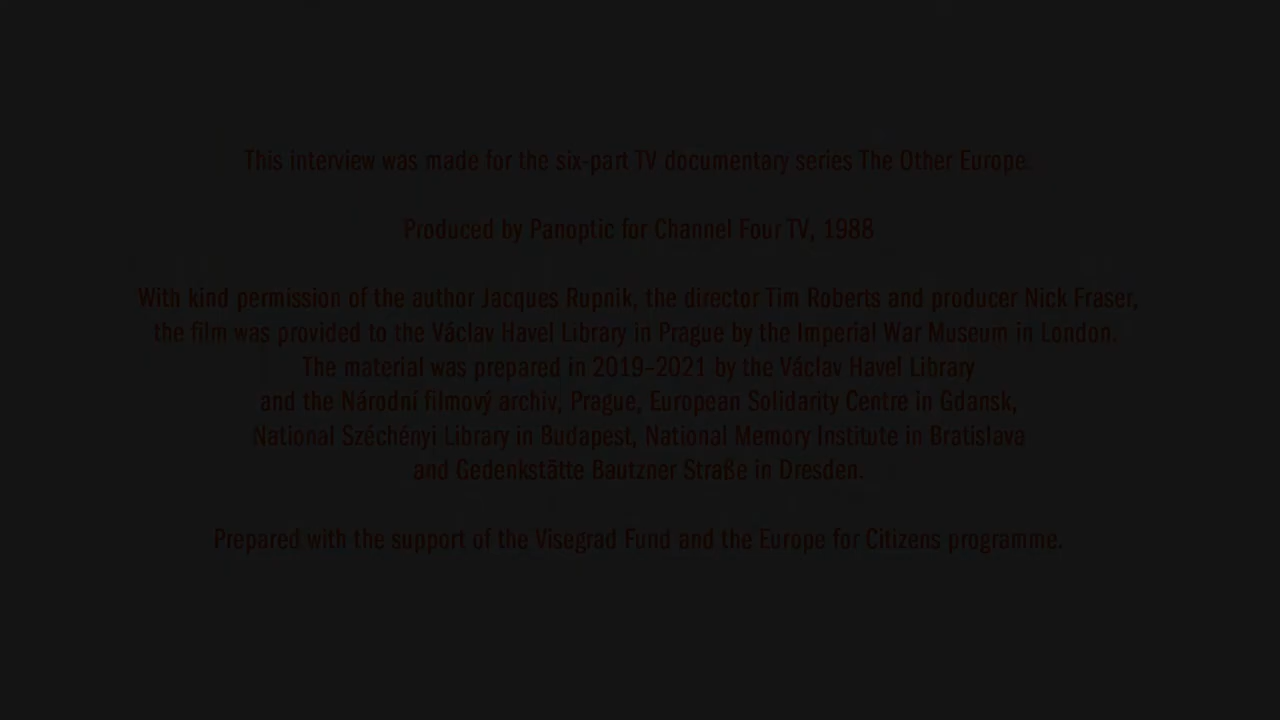 This interview was made for the six-part TV documentary series The Other Europe.
Produced by Panoptic for Channel Four TV, 1988
With kind permission of the author Jacques Rupnik, the director Tim Roberts and producer Nick Fraser,
the film was provided to the Václav Havel Library in Prague by the Imperial War Museum in London.
The material was prepared in 2019–2021 by the Václav Havel Library
and the Národní filmový archiv, Prague, European Solidarity Centre in Gdansk,
National Széchényi Library in Budapest, National Memory Institute in Bratislava
and Gedenkstätte Bautzner Straße in Dresden.
Prepared with the support of the Visegrad Fund and the Europe for Citizens programme.